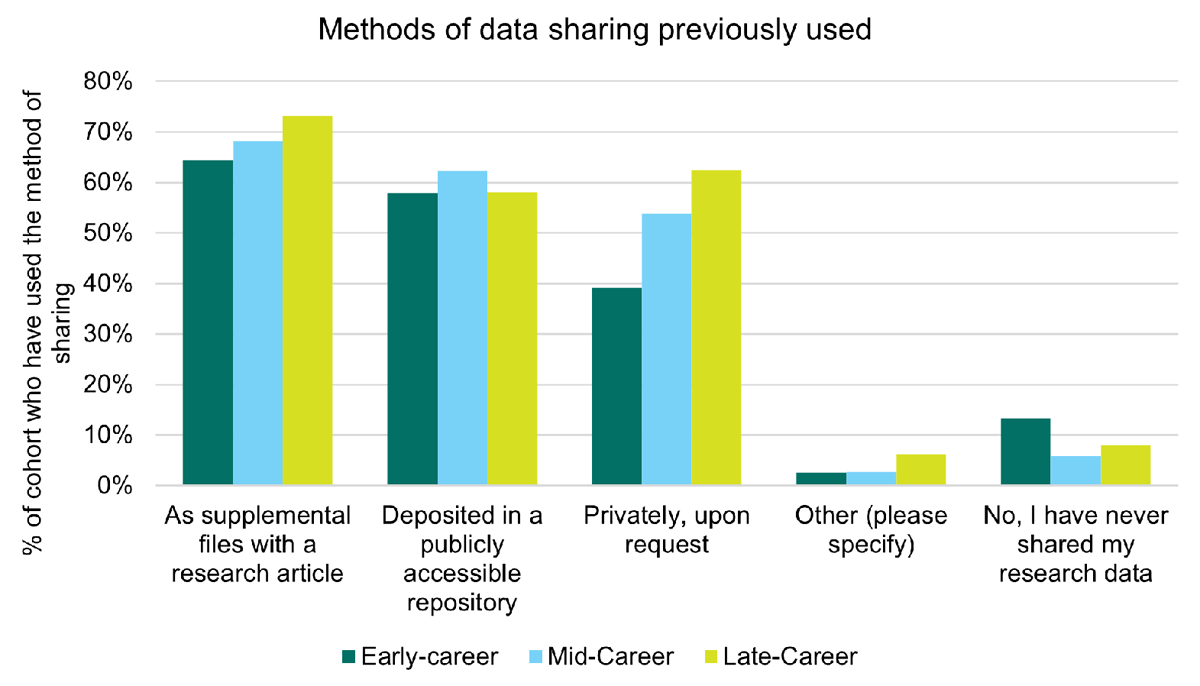 Methods of data sharing previously used
% of cohort who have used the method of
sharing
80%
70%
60%
50%
40%
30%
20%
10%
0%
As supplemental
files with a
research article
Deposited in a
publicly
accessible
repository
Privately, upon
request
Other (please
specify)
No, I have never
shared my
research data
Early-career
Mid-Career
Late-Career